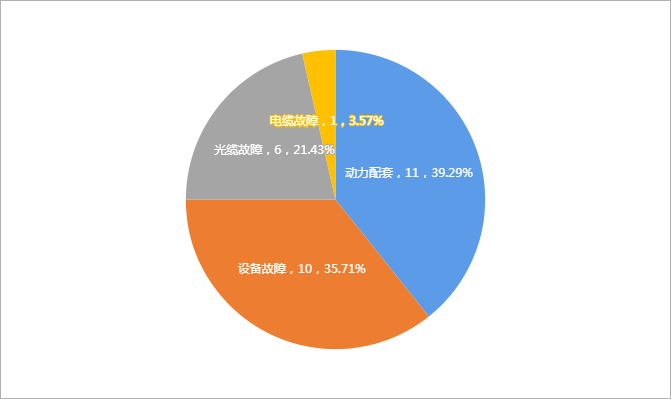 电缆故障，1，3.57%
光缆故障，6，21.43%
动力配套，11，39.29%
设备故障，10，35.71%